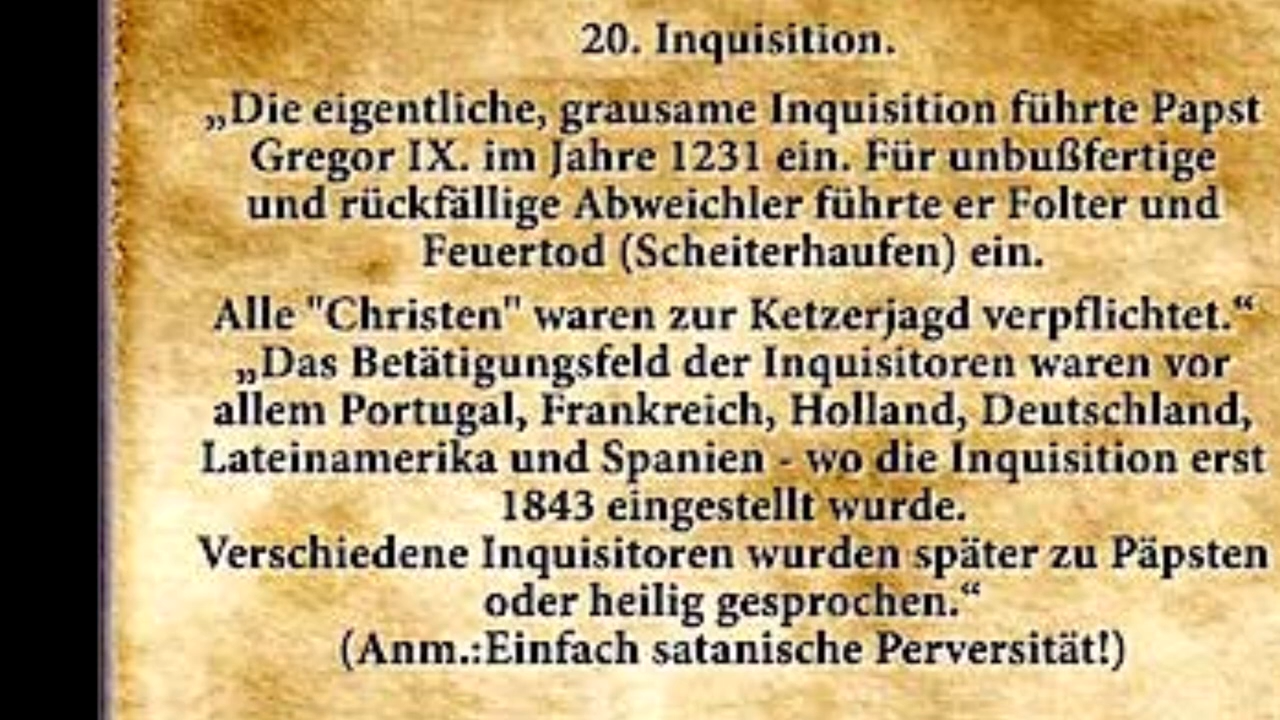 20. Inquisition.
„Die eigentliche, grausame Inquisition führte Papst
Gregor IX. im Jahre 1231 ein. Für unbußfertige
und rückfällige Abweichler führte er Folter und
Feuertod (Scheiterhaufen) ein.
Alle "Christen" waren zur Ketzerjagd verpflichtet.“
„Das Betätigungsfeld der Inquisitoren waren vor
allem Portugal, Frankreich, Holland, Deutschland,
Lateinamerika und Spanien - wo die Inquisition erst
1843 eingestellt wurde.
Verschiedene Inquisitoren wurden später zu Päpsten
oder heilig gesprochen.“
(Anm.:Einfach satanische Perversität!)